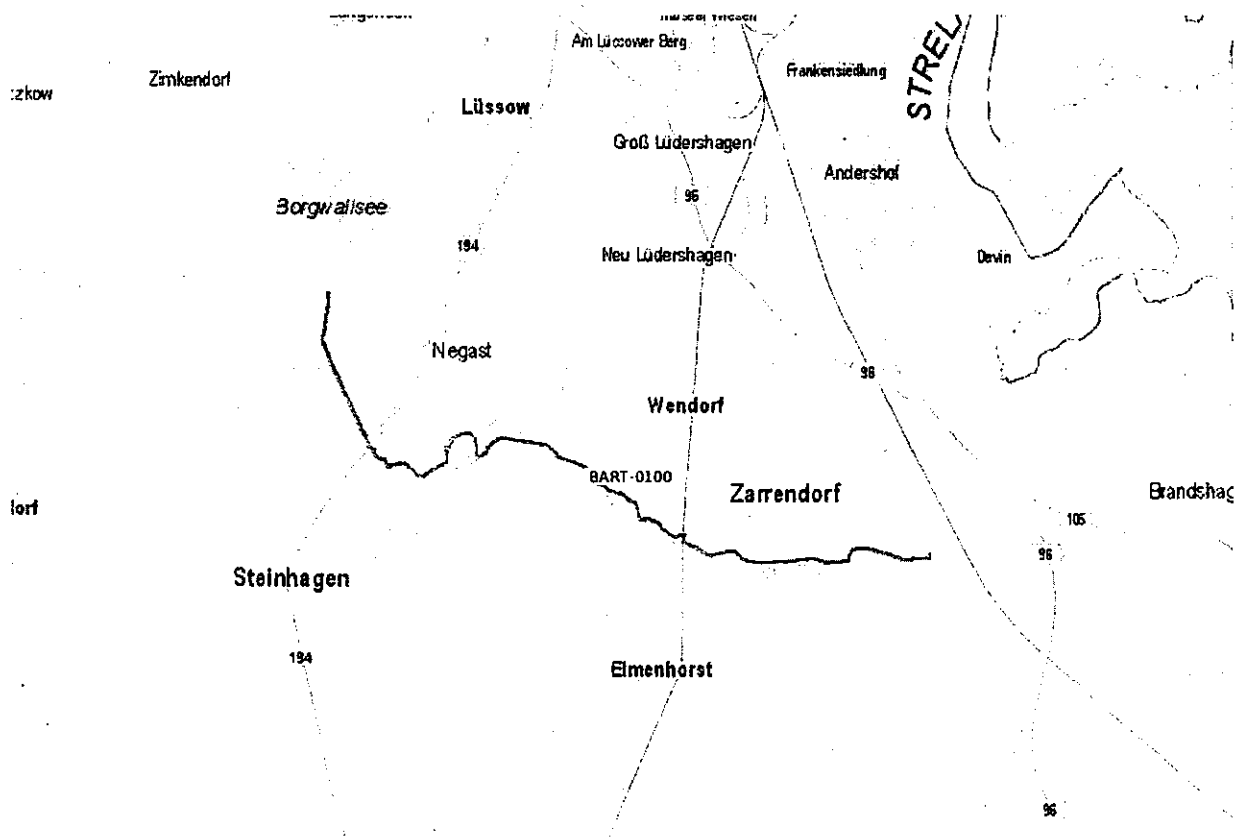 Am Lüssower Berg
Frankensiedlung
Zimkendorf
zkow
Lüssow
STREL
Groß Lüdershagen
Andershof
96
Borgwallsee
194
Neu Lüdershagen
Devin
Negast
96
Wendorf
BART-0100
Zarrendorf
Brandshag
lorf
105
96
Steinhagen
194
Elmenhorst
96